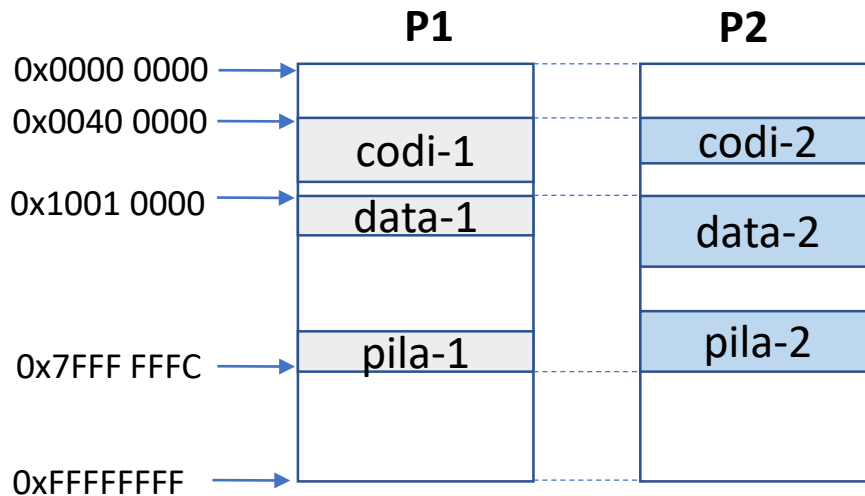 P1 P2
0x0000 0000
0x0040 0000
codi-1 codi-2
0x1001 0000
data-1 data-2
pila-1 pila-2
0x7FFF FFFC
0xFFFFFFFF